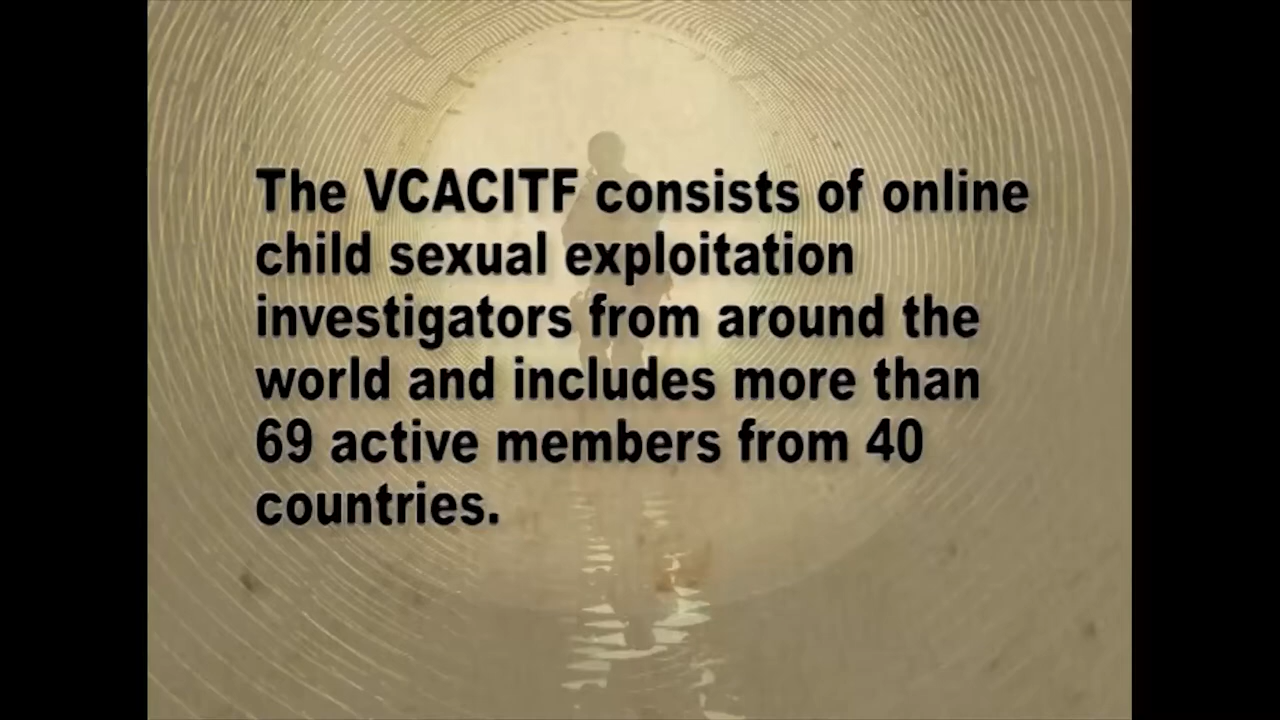 The VCACITF consists of online
child sexual exploitation
investigators from around the
world and includes more than
69 active members from 40
countries.